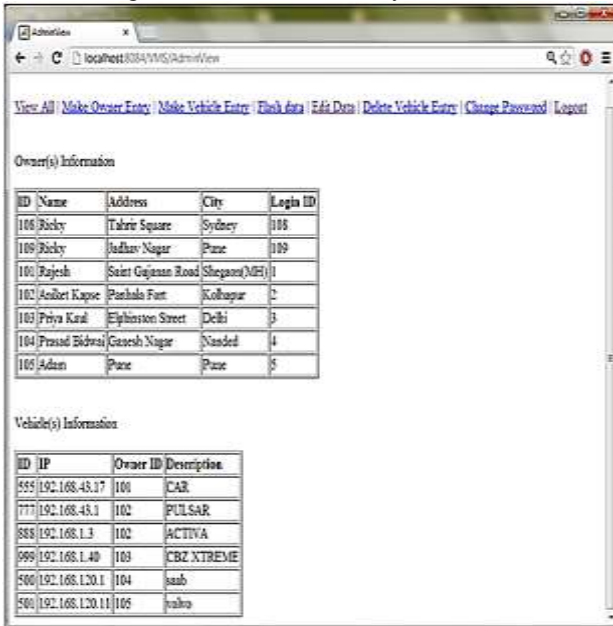 AdminView
localhost:8084/VMS/AdminView
View All | Make Owner Entry | Make Vehicle Entry | Flash data | Edit Data | Delete Vehicle Entry | Change Password | Logout
Owner(s) Information
ID Name Address City Login ID
108 Ricky Tahrir Square Sydney 108
109 Ricky Jadhav Nagar Pune 109
101 Rajesh Saint Gajanan Road Shegaon(MH) 1
102 Aniket Kapse Panhala Fort Kolhapur 2
103 Priya Kaul Elphinston Street Delhi 3
104 Prasad Bidwai Ganesh Nagar Nanded 4
105 Adam Pune Pune 5
Vehicle(s) Information
ID IP Owner ID Description
555 192.168.43.17 101 CAR
777 192.168.43.1 102 PULSAR
888 192.168.1.3 102 ACTIVA
999 192.168.1.40 103 CBZ XTREME
500 192.168.120.1 104 saab
501 192.168.120.11 105 valvo